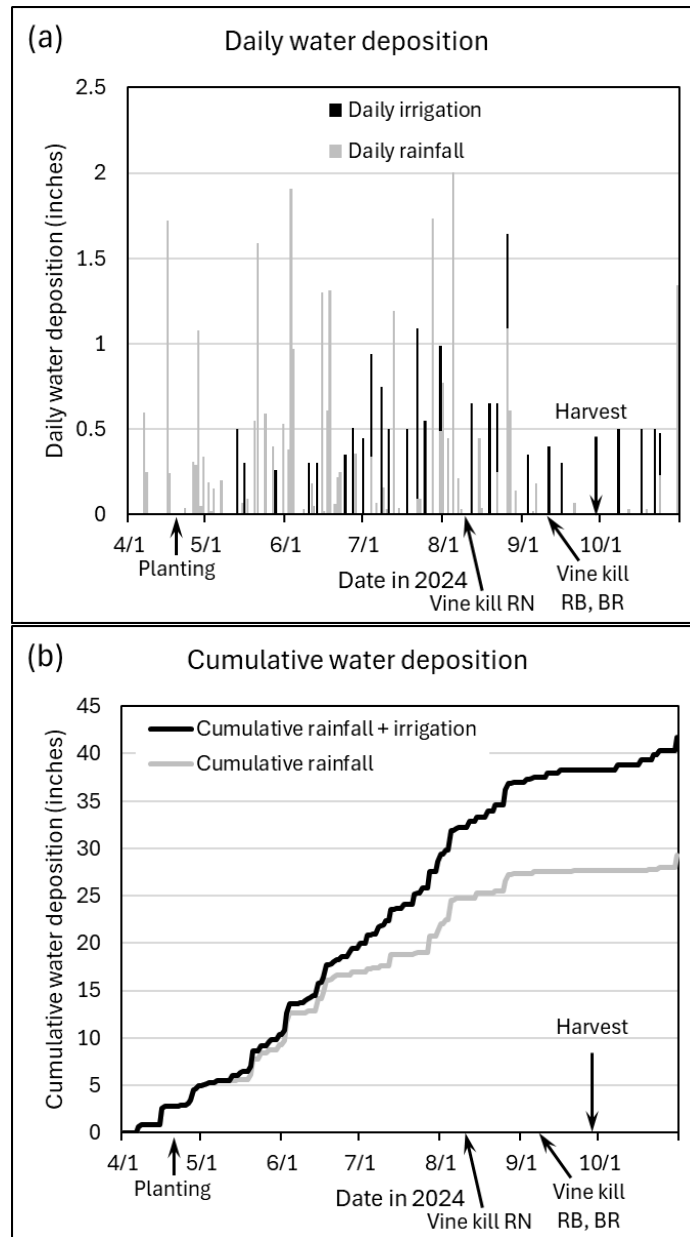 (a)
Daily water deposition
Daily water deposition (inches)
2.5
2
1.5
1
0.5
0
Daily irrigation
Daily rainfall
Harvest
4/1 5/1 6/1 7/1 8/1 9/1 10/1
Planting
Date in 2024
Vine kill RN
Vine kill
RB, BR
(b)
Cumulative water deposition
Cumulative water deposition (inches)
45
40
35
30
25
20
15
10
5
0
Cumulative rainfall + irrigation
Cumulative rainfall
Harvest
4/1 5/1 6/1 7/1 8/1 9/1 10/1
Planting
Date in 2024
Vine kill RN
Vine kill
RB, BR